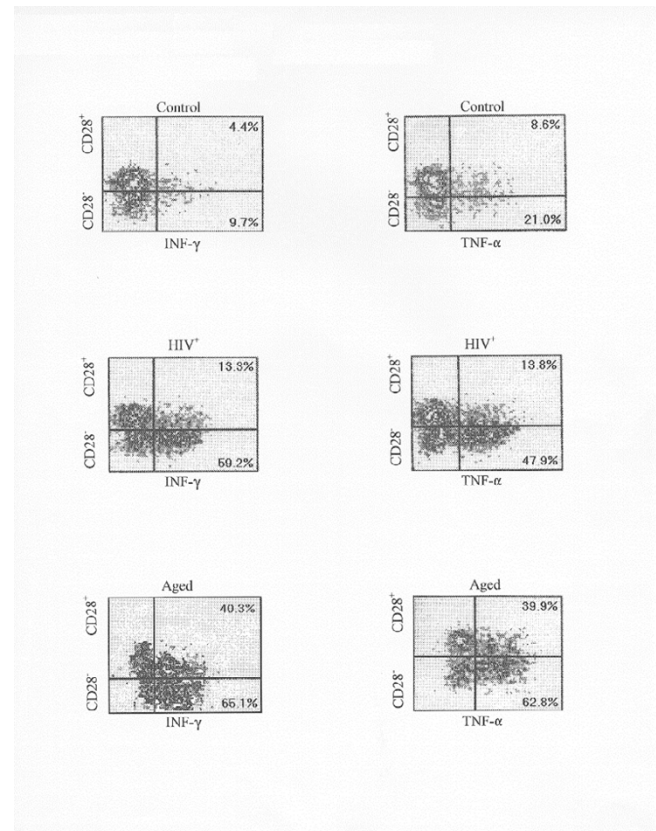 Control
CD28+
4.4%
CD28-
9.7%
INF-γ
Control
CD28+
8.6%
CD28-
21.0%
TNF-α
HIV+
CD28+
13.3%
CD28-
59.2%
INF-γ
HIV+
CD28+
13.8%
CD28-
47.9%
TNF-α
Aged
CD28+
40.3%
CD28-
INF-γ
Aged
CD28+
39.9%
CD28-
62.8%
TNF-α